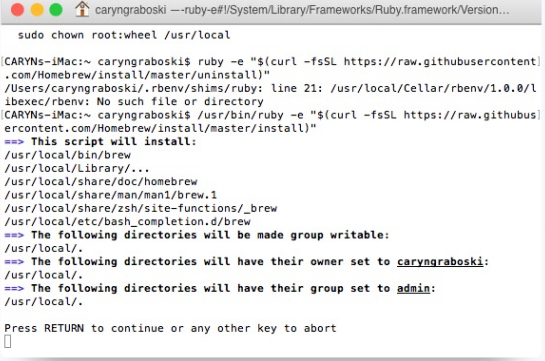 caryngraboski — -ruby-e#!/System/Library/Frameworks/Ruby.framework/Version...
sudo chown root:wheel /usr/local
[CARYNs-iMac:~ caryngraboski$ ruby -e "$(curl -fsSL https://raw.githubusercontent]
.com/Homebrew/install/master/uninstall)"
/Users/caryngraboski/.rbenv/shims/ruby: line 21: /usr/local/Cellar/rbenv/1.0.0/l
ibexec/rbenv: No such file or directory
[CARYNs-iMac:~ caryngraboski$ /usr/bin/ruby -e "$(curl -fsSL https://raw.githubus]
ercontent.com/Homebrew/install/master/install)"
==> This script will install:
/usr/local/bin/brew
/usr/local/Library/...
/usr/local/share/doc/homebrew
/usr/local/share/man/man1/brew.1
/usr/local/share/zsh/site-functions/_brew
/usr/local/etc/bash_completion.d/brew
==> The following directories will be made group writable:
/usr/local/.
==> The following directories will have their owner set to caryngraboski:
/usr/local/.
==> The following directories will have their group set to admin:
/usr/local/.
Press RETURN to continue or any other key to abort